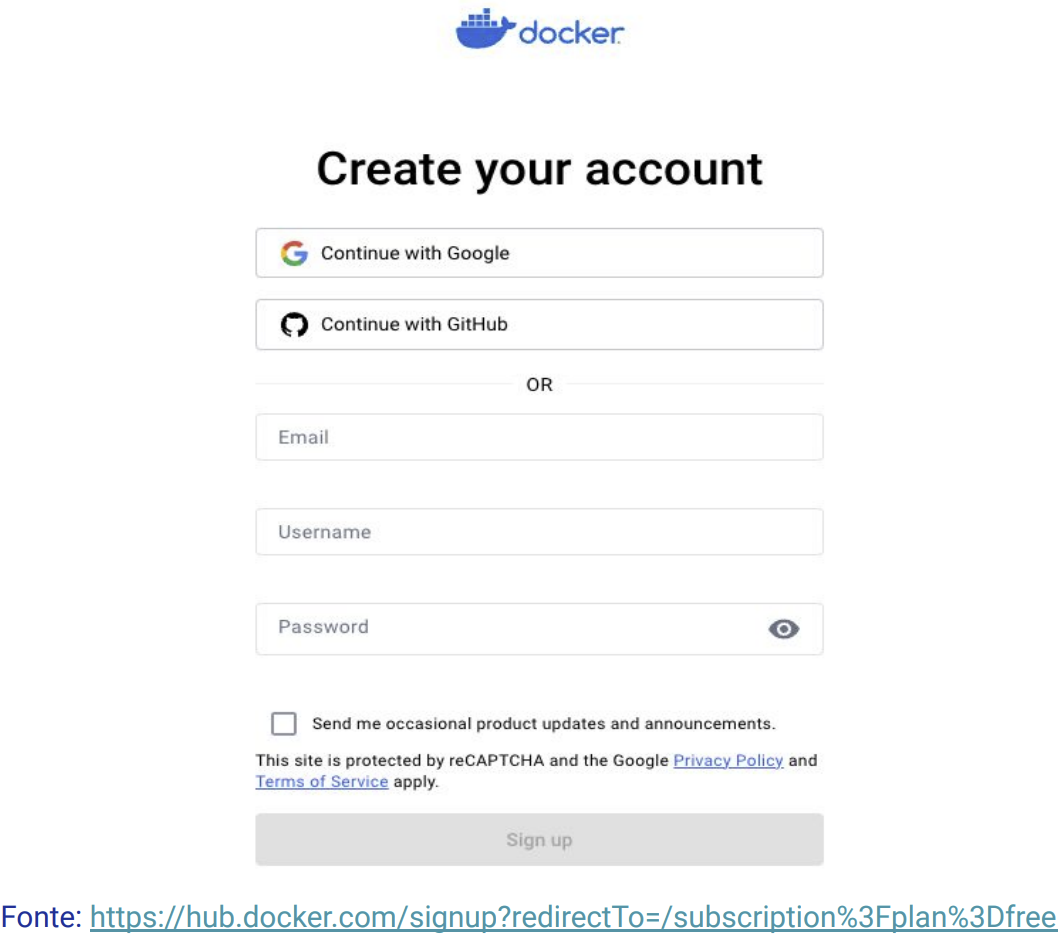 docker
Create your account
Continue with Google
Continue with GitHub
OR
Email
Username
Password
Send me occasional product updates and announcements.
This site is protected by reCAPTCHA and the Google Privacy Policy and
Terms of Service apply.
Sign up
Fonte: https://hub.docker.com/signup?redirectTo=/subscription%3Fplan%3Dfree